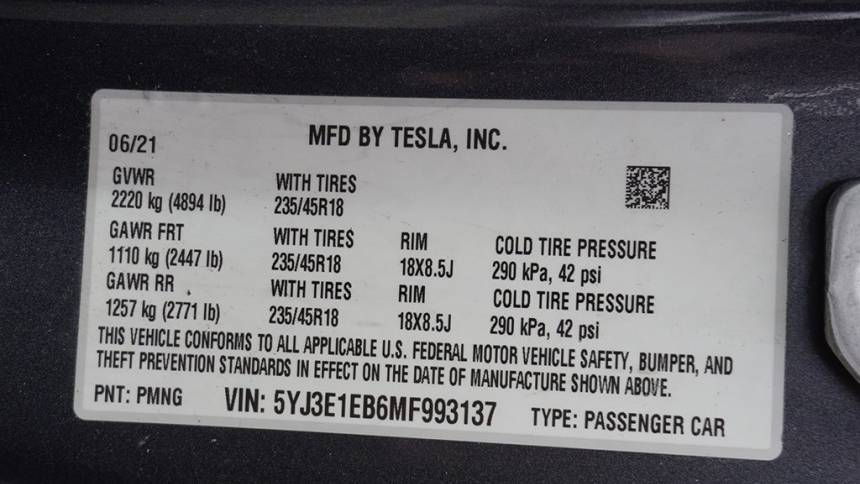 06/21 MFD BY TESLA, INC.
GVWR WITH TIRES
2220 kg (4894 lb) 235/45R18
GAWR FRT WITH TIRES RIM COLD TIRE PRESSURE
1110 kg (2447 lb) 235/45R18 18X8.5J 290 kPa, 42 psi
GAWR RR WITH TIRES RIM COLD TIRE PRESSURE
1257 kg (2771 lb) 235/45R18 18X8.5J 290 kPa, 42 psi
THIS VEHICLE CONFORMS TO ALL APPLICABLE U.S. FEDERAL MOTOR VEHICLE SAFETY, BUMPER, AND
THEFT PREVENTION STANDARDS IN EFFECT ON THE DATE OF MANUFACTURE SHOWN ABOVE.
PNT: PMNG VIN: 5YJ3E1EB6MF993137 TYPE: PASSENGER CAR